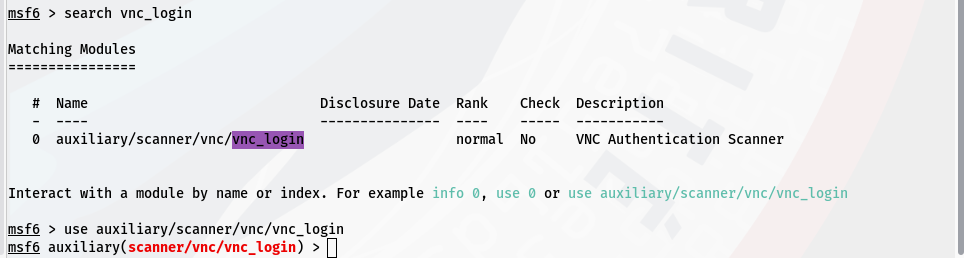 msf6 > search vnc_login
Matching Modules
================
# Name Disclosure Date Rank Check Description
- ---- --------------- ---- ----- -----------
0 auxiliary/scanner/vnc/vnc_login normal No VNC Authentication Scanner
Interact with a module by name or index. For example info 0, use 0 or use auxiliary/scanner/vnc/vnc_login
msf6 > use auxiliary/scanner/vnc/vnc_login
msf6 auxiliary(scanner/vnc/vnc_login) >